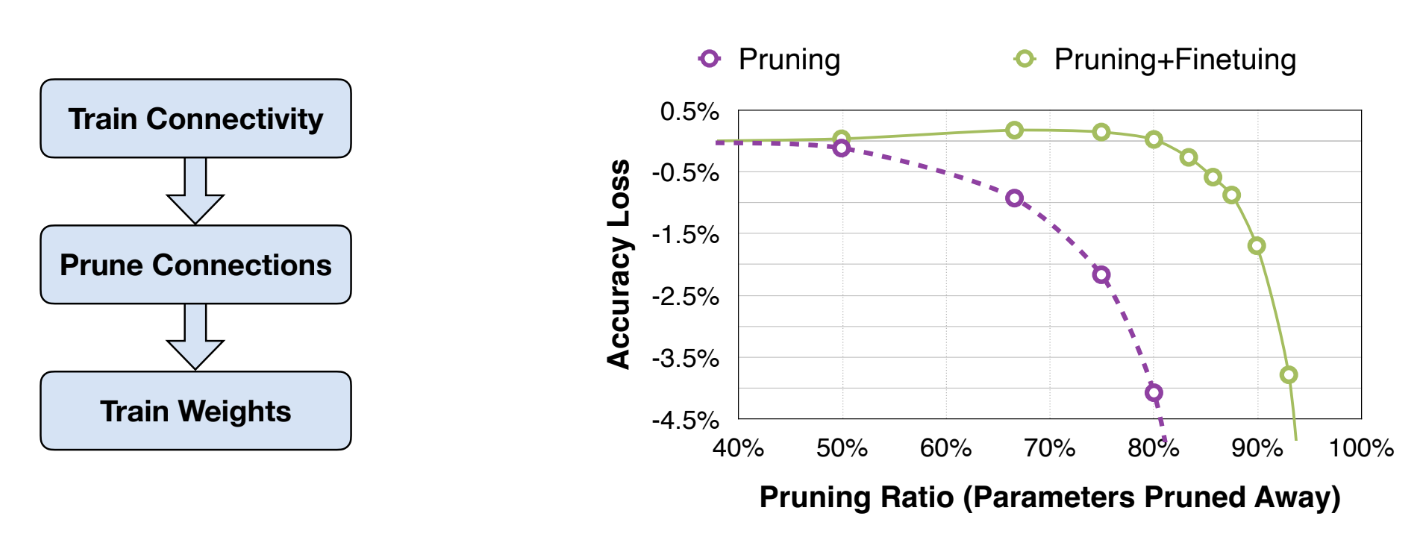 Train Connectivity
Prune Connections
Train Weights
Pruning
Pruning+Finetuing
Accuracy Loss
0.5%
-0.5%
-1.5%
-2.5%
-3.5%
-4.5%
40% 50% 60% 70% 80% 90% 100%
Pruning Ratio (Parameters Pruned Away)